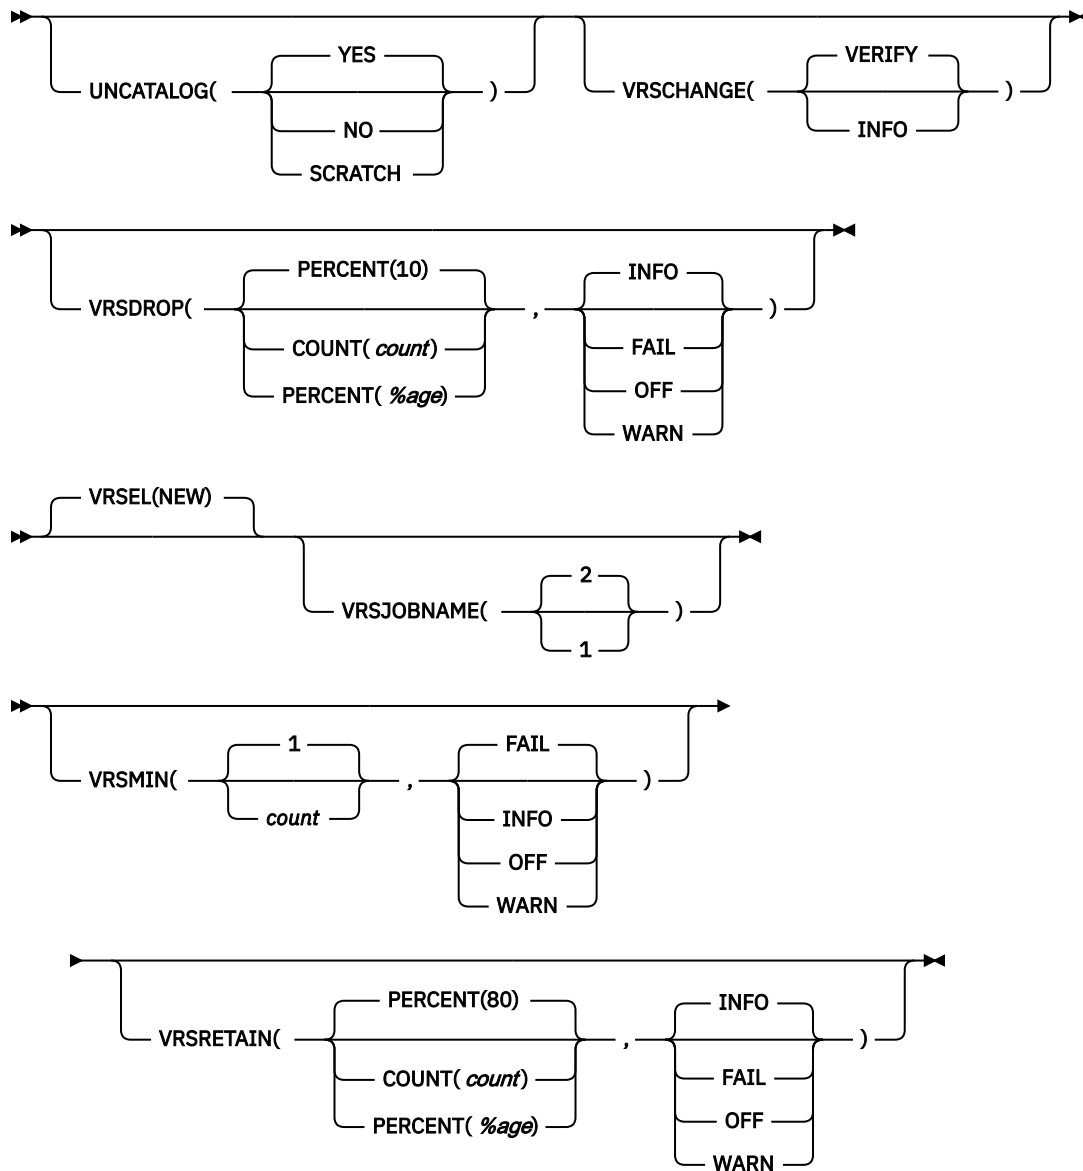 YES
VERIFY
UNCATALOG( ) VRSCHANGE( )
NO INFO
SCRATCH
PERCENT(10) INFO
VRSDROP( , )
COUNT( count) FAIL
PERCENT( %age) OFF
WARN
VRSEL(NEW)
2
VRSJOBNAME( )
1
1 FAIL
VRSMIN( , )
count INFO
OFF
WARN
PERCENT(80) INFO
VRSRETAIN( , )
COUNT( count) FAIL
PERCENT( %age) OFF
WARN